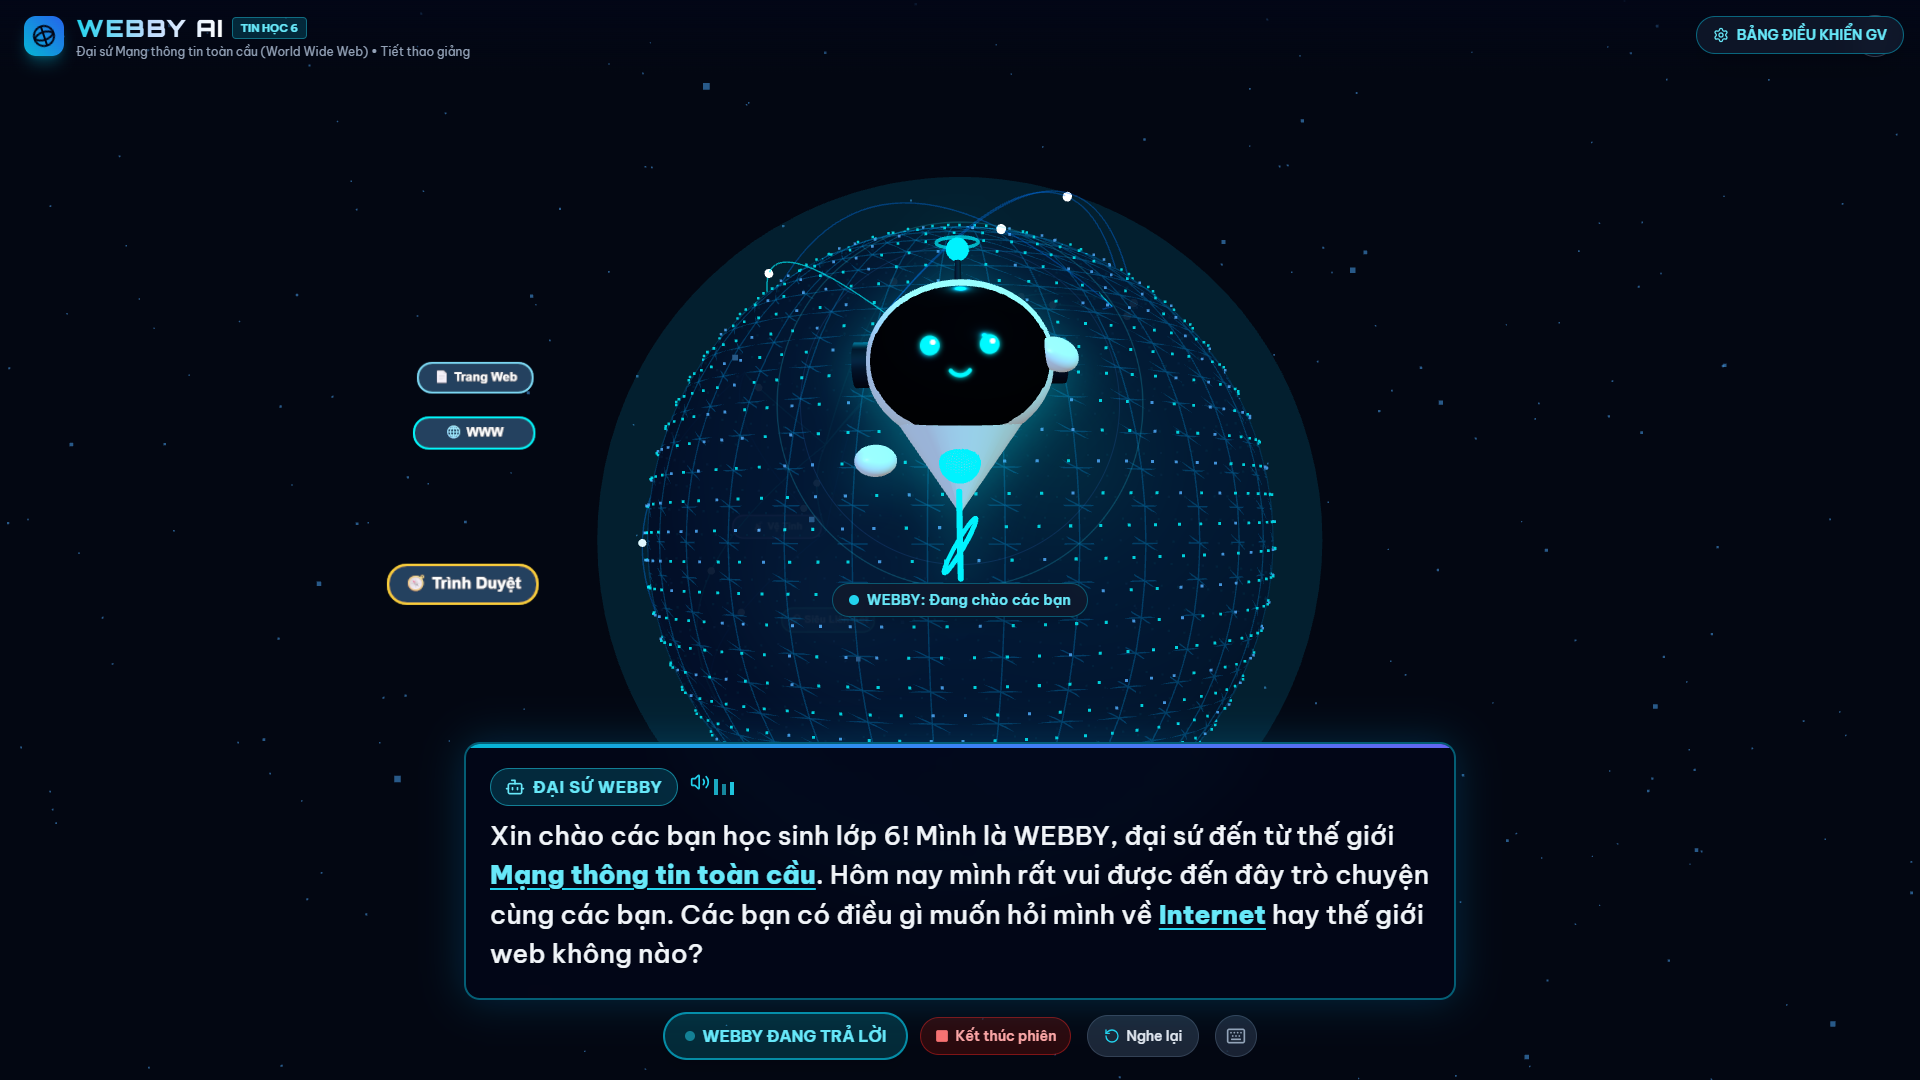 WEBBY AI TIN HỌC 6
Đại sứ Mạng thông tin toàn cầu (World Wide Web) • Tiết thao giảng
BẢNG ĐIỀU KHIỂN GV
Trang Web
WWW
Trình Duyệt
WEBBY: Đang chào các bạn
ĐẠI SỨ WEBBY
Xin chào các bạn học sinh lớp 6! Mình là WEBBY, đại sứ đến từ thế giới
Mạng thông tin toàn cầu. Hôm nay mình rất vui được đến đây trò chuyện
cùng các bạn. Các bạn có điều gì muốn hỏi mình về Internet hay thế giới
web không nào?
WEBBY ĐANG TRẢ LỜI
Kết thúc phiên
Nghe lại